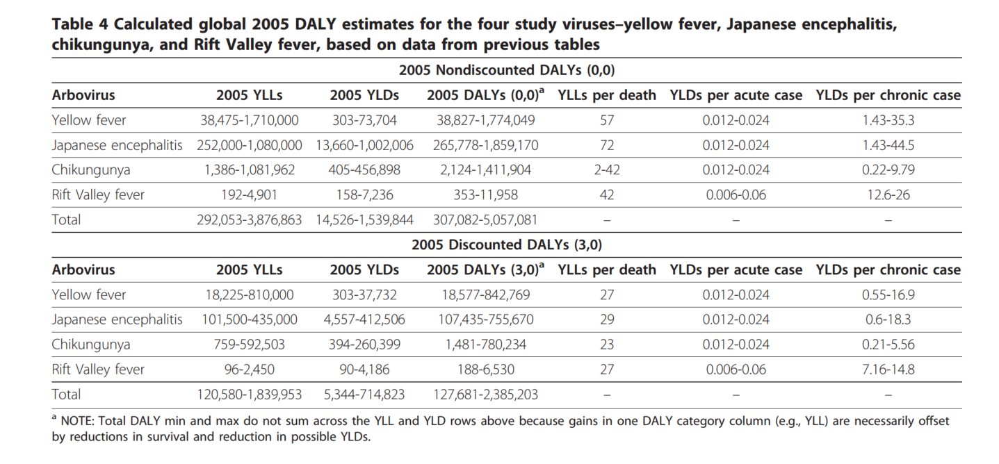 Table 4 Calculated global 2005 DALY estimates for the four study viruses–yellow fever, Japanese encephalitis,
chikungunya, and Rift Valley fever, based on data from previous tables
2005 Nondiscounted DALYs (0,0)
Arbovirus 2005 YLLs 2005 YLDs 2005 DALYs (0,0)a YLLs per death YLDs per acute case YLDs per chronic case
Yellow fever 38,475-1,710,000 303-73,704 38,827-1,774,049 57 0.012-0.024 1.43-35.3
Japanese encephalitis 252,000-1,080,000 13,660-1,002,006 265,778-1,859,170 72 0.012-0.024 1.43-44.5
Chikungunya 1,386-1,081,962 405-456,898 2,124-1,411,904 2-42 0.012-0.024 0.22-9.79
Rift Valley fever 192-4,901 158-7,236 353-11,958 42 0.006-0.06 12.6-26
Total 292,053-3,876,863 14,526-1,539,844 307,082-5,057,081 – – –
2005 Discounted DALYs (3,0)
Arbovirus 2005 YLLs 2005 YLDs 2005 DALYs (3,0)a YLLs per death YLDs per acute case YLDs per chronic case
Yellow fever 18,225-810,000 303-37,732 18,577-842,769 27 0.012-0.024 0.55-16.9
Japanese encephalitis 101,500-435,000 4,557-412,506 107,435-755,670 29 0.012-0.024 0.6-18.3
Chikungunya 759-592,503 394-260,399 1,481-780,234 23 0.012-0.024 0.21-5.56
Rift Valley fever 96-2,450 90-4,186 188-6,530 27 0.006-0.06 7.16-14.8
Total 120,580-1,839,953 5,344-714,823 127,681-2,385,203 – – –
a NOTE: Total DALY min and max do not sum across the YLL and YLD rows above because gains in one DALY category column (e.g., YLL) are necessarily offset
by reductions in survival and reduction in possible YLDs.